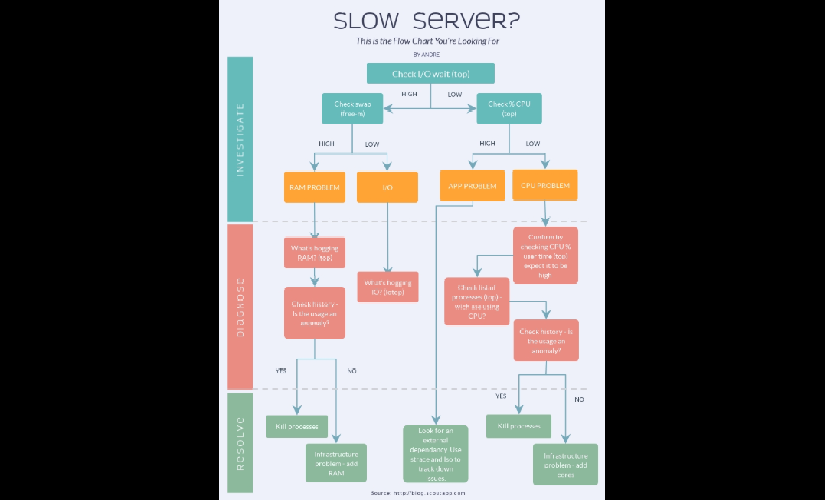 SLOW SERVER?
This is the Flow Chart You're Looking For
BY ANDRE
Check I/O wait (top)
HIGH
LOW
Check swap
(free -m)
Check % CPU
(top)
HIGH
LOW
HIGH
LOW
INVESTIGATE
RAM PROBLEM
I/O
APP PROBLEM
CPU PROBLEM
DIAGNOSE
What's hogging
RAM? (top)
What's hogging
IO? (iotop)
Confirm by
checking CPU %
user time (top)
expect
to be
high
Check list of
processes (top) -
which are using
CPU?
Check history -
Is the usage an
anomaly?
Check history - is
the usage an
anomaly?
YES
NO
YES
NO
RESOLVE
Kill processes
Infrastructure
problem - add
RAM
Look for an
external
dependency. Use
strace and lsof to
track down
issues.
Kill processes
Infrastructure
problem - add
cores
Source: http://blog.scoutapp.com